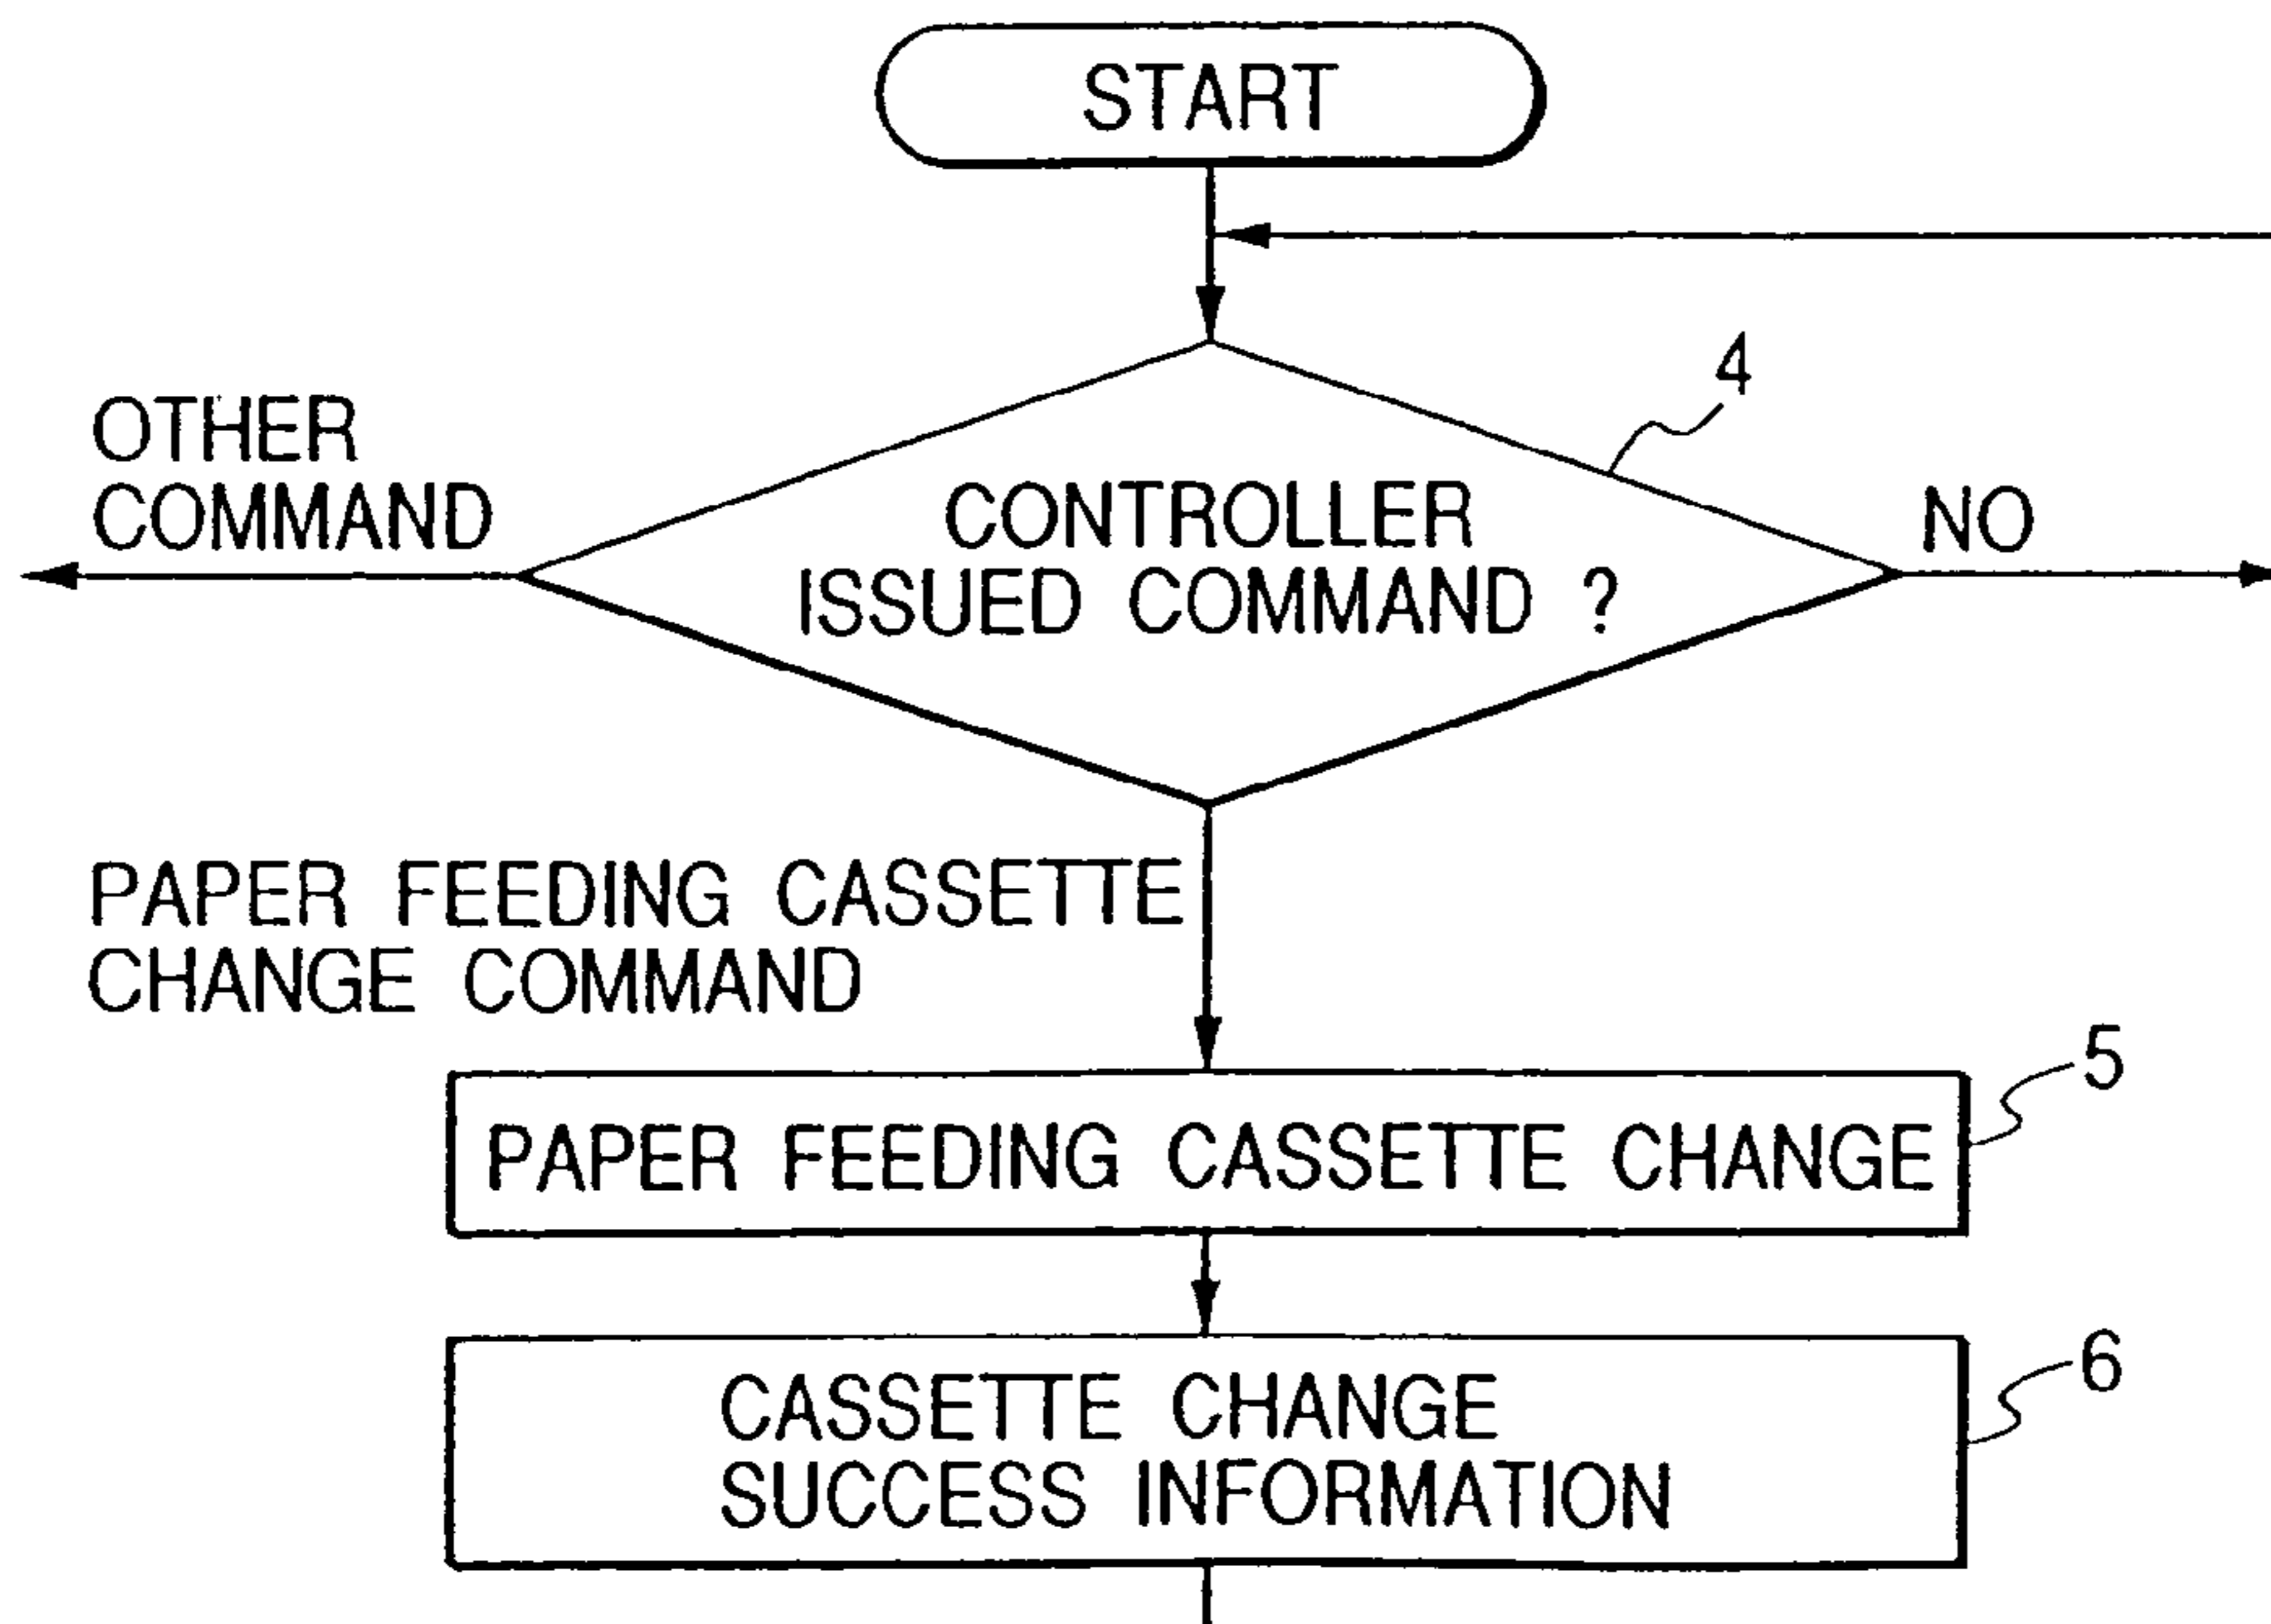 START
4
OTHER
COMMAND
CONTROLLER
ISSUED COMMAND ?
NO
PAPER FEEDING CASSETTE
CHANGE COMMAND
5
PAPER FEEDING CASSETTE CHANGE
6
CASSETTE CHANGE
SUCCESS INFORMATION